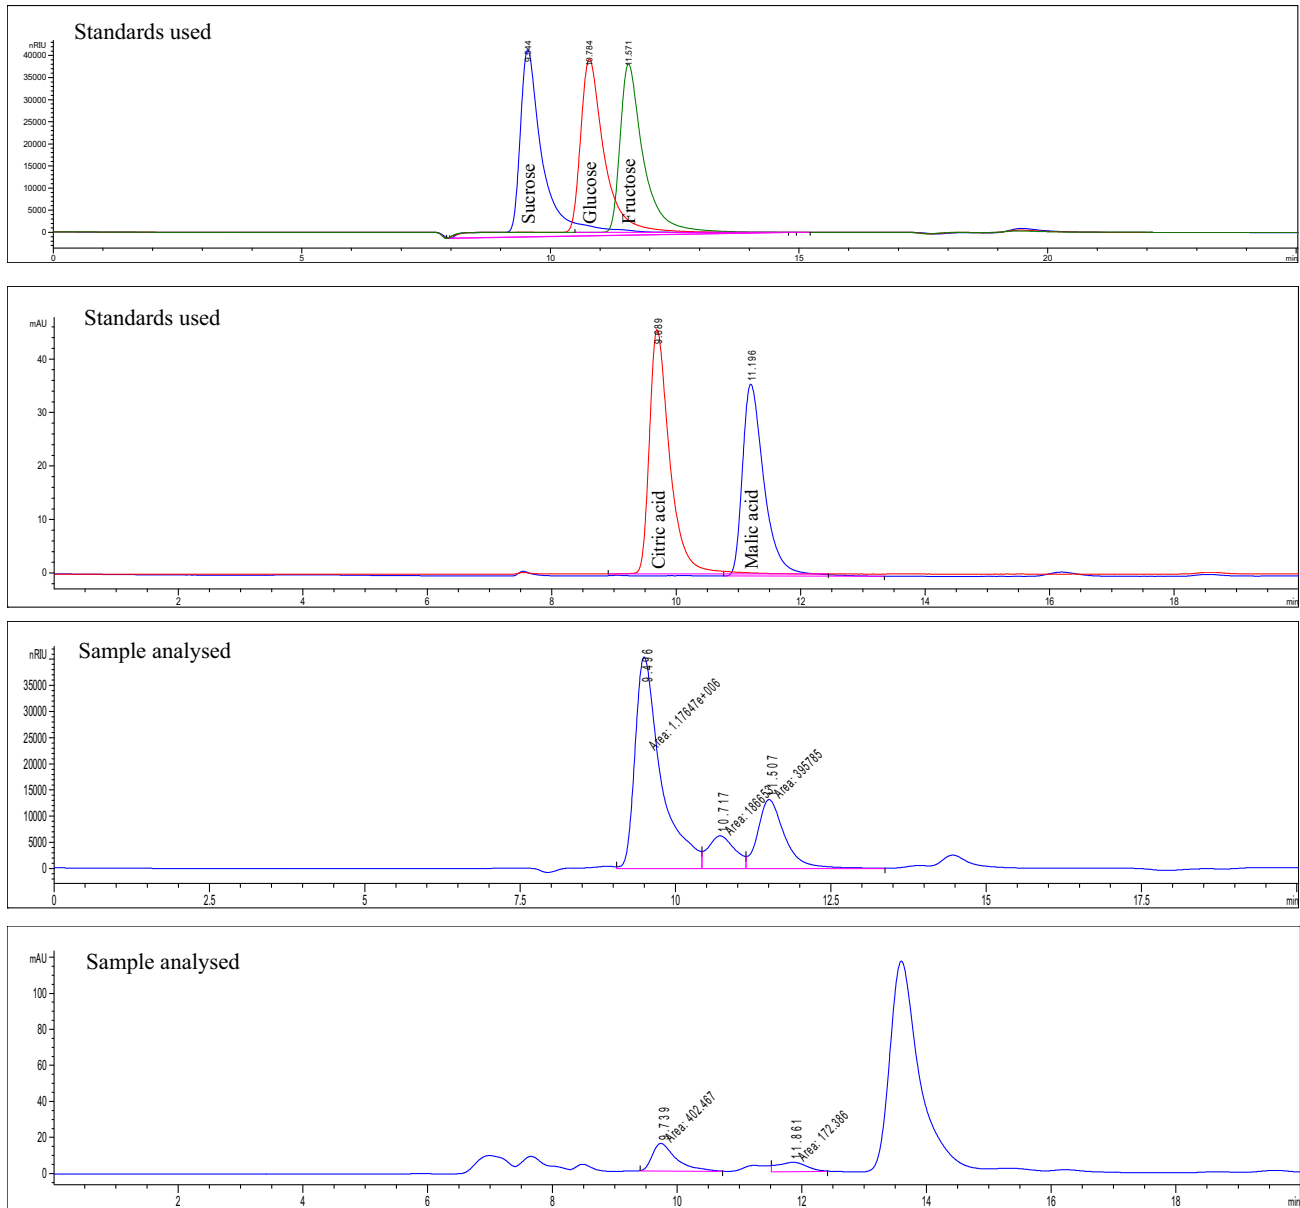 Standards used
nRIU
40000
35000
30000
25000
20000
15000
10000
5000
0
10.784
11.571
Sucrose
Glucose
Fructose
0 5 10 15 20 min
Standards used
mAU
40
30
20
10
0
11.196
Citric acid
Malic acid
2 4 6 8 10 12 14 16 18 min
Sample analysed
nRIU
35000
30000
25000
20000
15000
10000
5000
0
9.496
Area: 1.17647e+006
10.717
Area: 186653
11.507
Area: 395785
0 2.5 5 7.5 10 12.5 15 17.5 min
Sample analysed
mAU
100
80
60
40
20
0
9.739
Area: 402.467
11.861
Area: 172.386
2 4 6 8 10 12 14 16 18 min